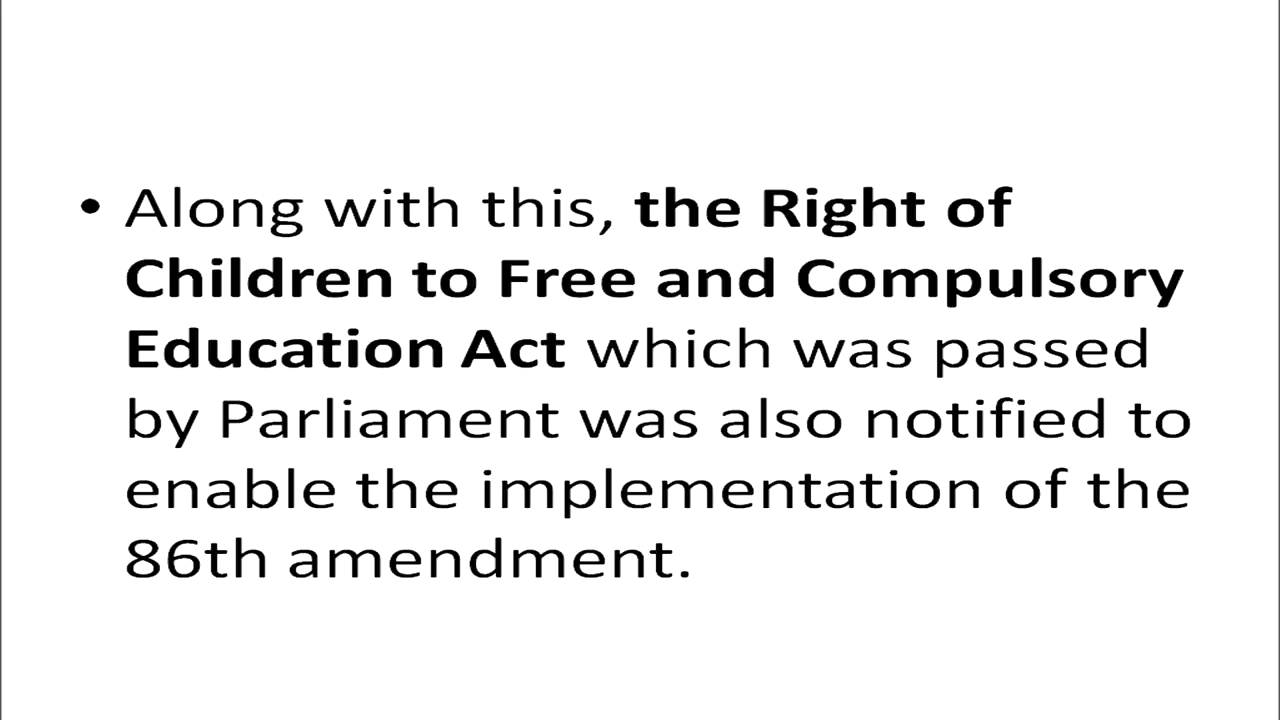 • Along with this, the Right of
Children to Free and Compulsory
Education Act which was passed
by Parliament was also notified to
enable the implementation of the
86th amendment.